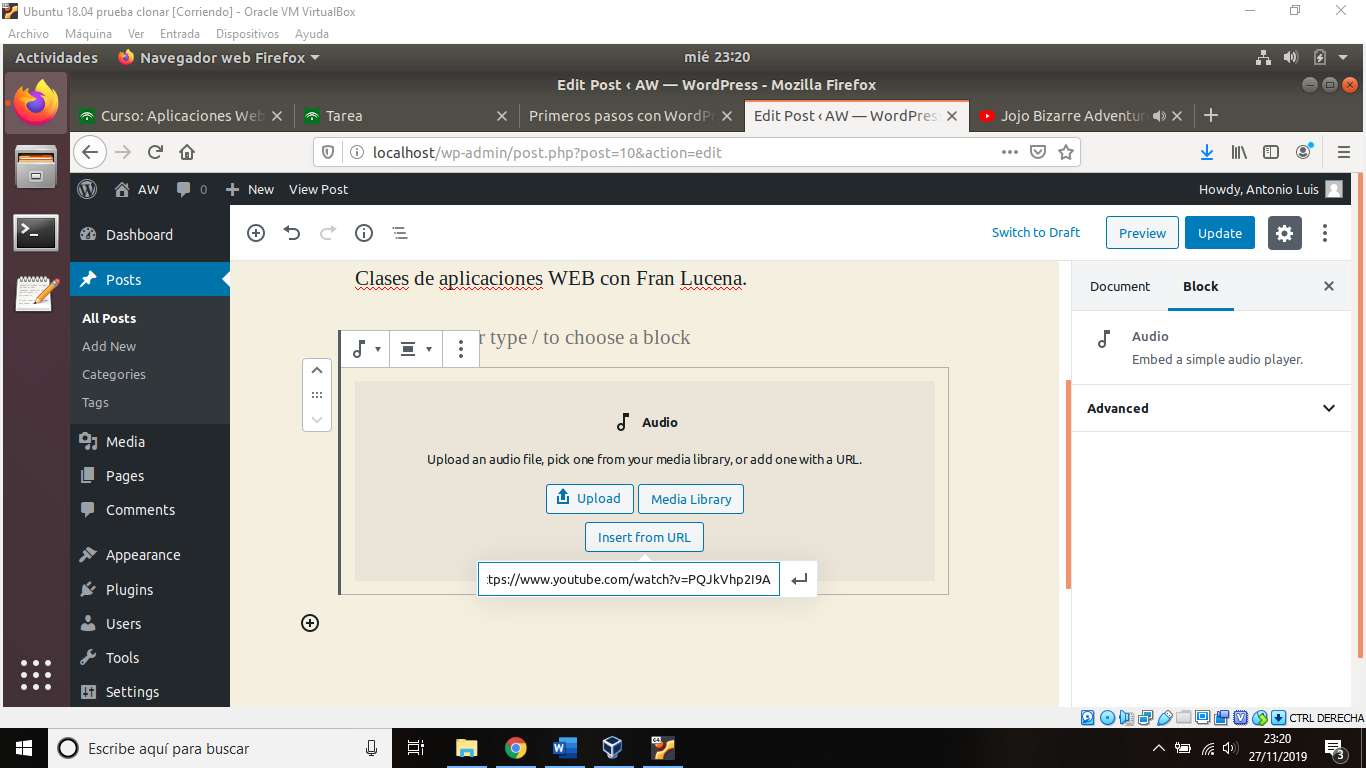 Ubuntu 18.04 prueba clonar [Corriendo] - Oracle VM VirtualBox
Archivo Máquina Ver Entrada Dispositivos Ayuda
Actividades Navegador web Firefox mié 23:20
Edit Post ‹ AW — WordPress - Mozilla Firefox
Curso: Aplicaciones Web Tarea Primeros pasos con WordPr Edit Post ‹ AW — WordPres Jojo Bizarre Adventur
localhost/wp-admin/post.php?post=10&action=edit
AW 0 New View Post Howdy, Antonio Luis
Dashboard
Posts
All Posts
Add New
Categories
Tags
Media
Pages
Comments
Appearance
Plugins
Users
Tools
Settings
Switch to Draft Preview Update
Clases de aplicaciones WEB con Fran Lucena.
r type / to choose a block
Audio
Upload an audio file, pick one from your media library, or add one with a URL.
Upload Media Library
Insert from URL
tps://www.youtube.com/watch?v=PQJkVhp2I9A
Document Block
Audio
Embed a simple audio player.
Advanced
CTRL DERECHA
Escribe aquí para buscar
23:20
27/11/2019
3